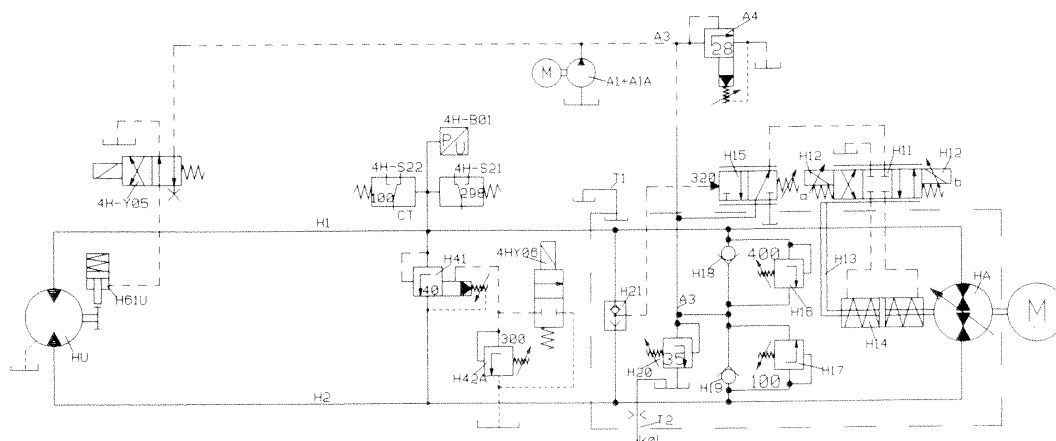 A3
A4
28
M
A1+A1A
4H-B01
P
U
4H-S22
4H-S21
100
298
CT
4H-Y05
T1
320
H15
H12
H11
H12
a
b
H1
H13
H41
40
4HY06
H21
H18
400
H16
HA
M
H61U
HU
A3
300
H42A
H20
35
H19
100
H17
H14
H2
T2